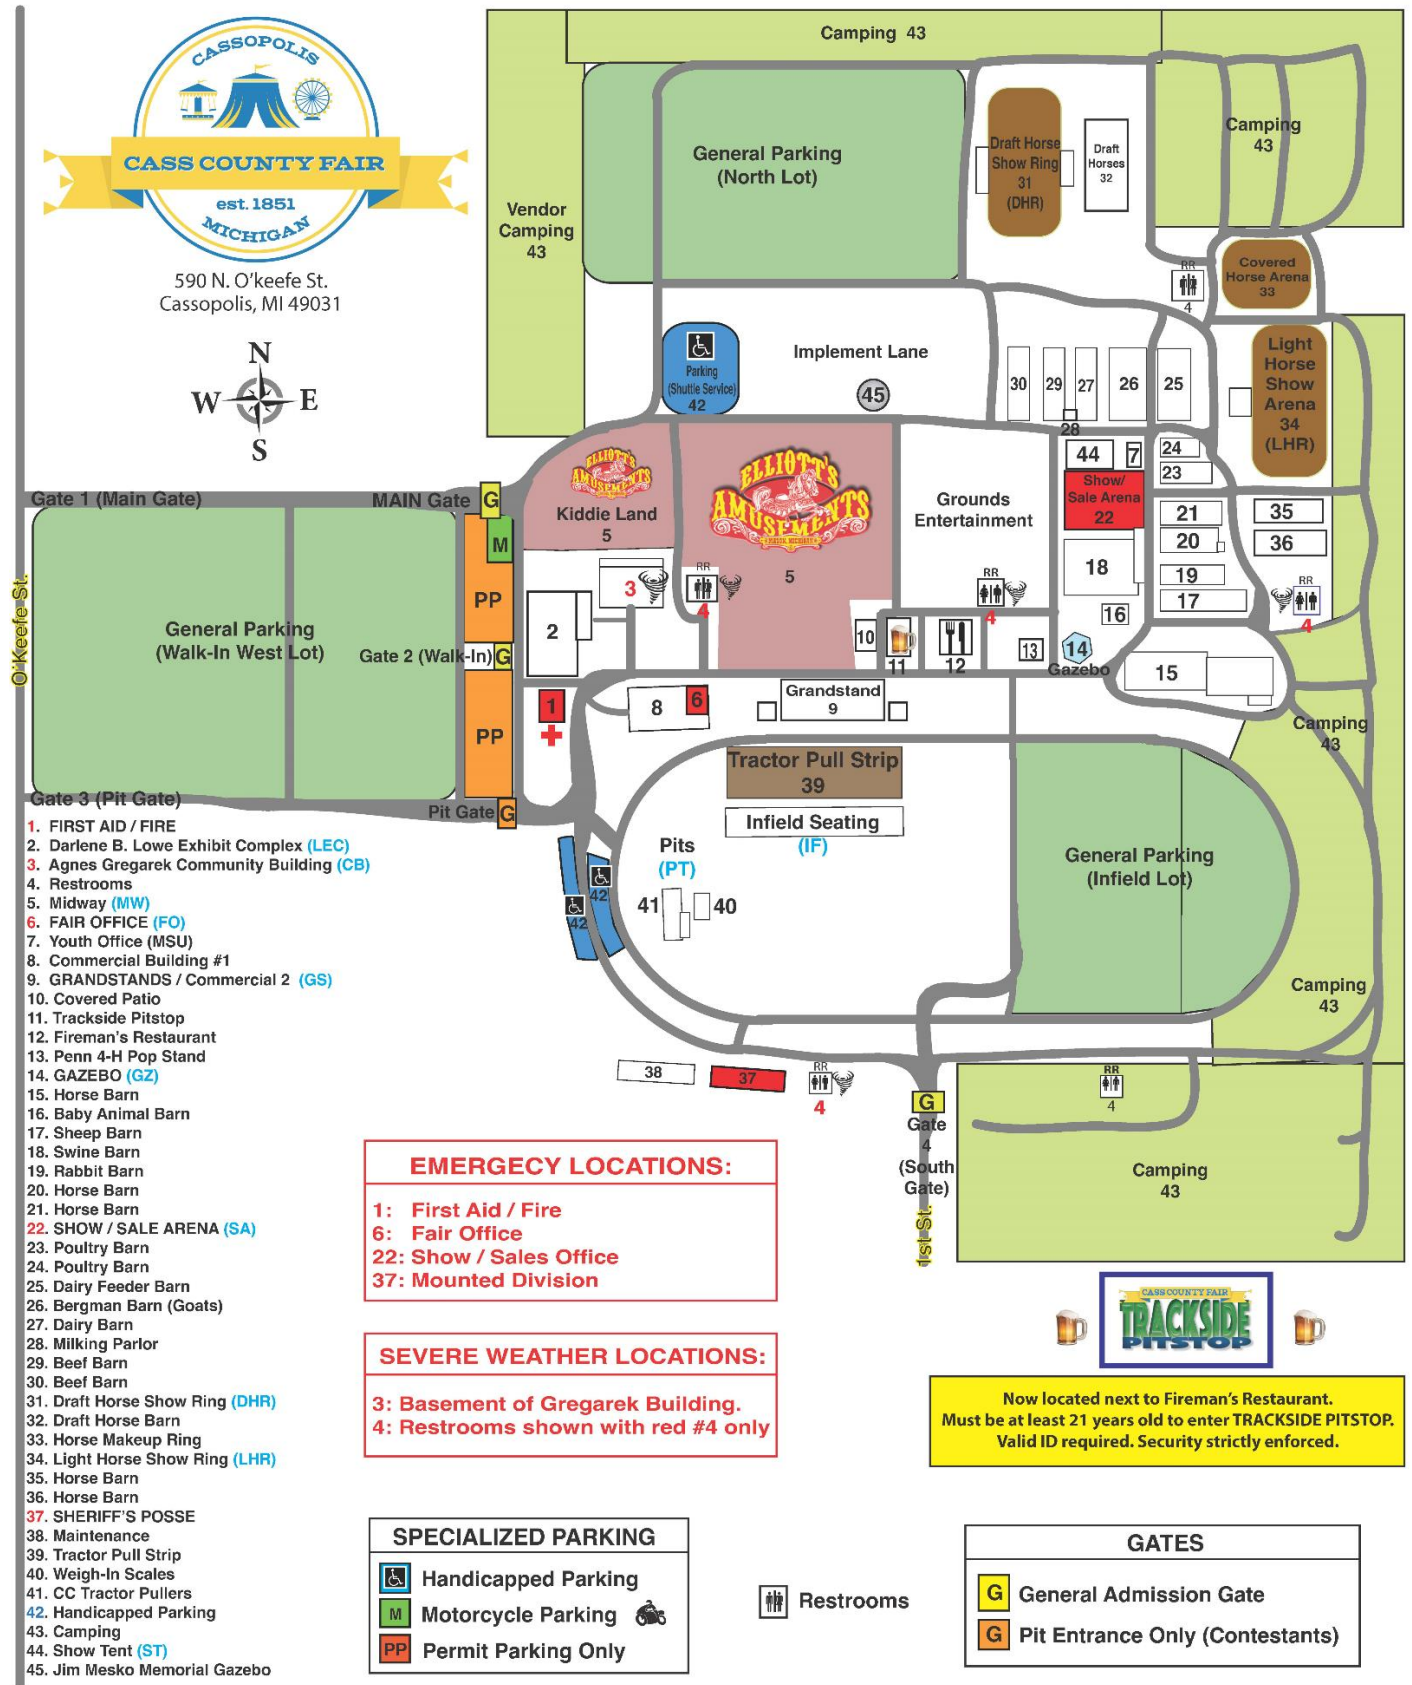 CASSOPOLIS
CASS COUNTY FAIR
est. 1851
MICHIGAN
590 N. O'keefe St.
Cassopolis, MI 49031
N
W E
S
Camping 43
General Parking
(North Lot)
Vendor
Camping
43
Draft Horse
Show Ring
31
(DHR)
Draft
Horses
32
Camping
43
RR
4
Covered
Horse Arena
33
Parking
(Shuttle Service)
42
Implement Lane
45
30
29
27
26
25
28
Light
Horse
Show
Arena
34
(LHR)
44
7
24
23
Show/
Sale Arena
22
21
20
19
17
18
16
35
36
RR
4
ELLIOTT'S
AMUSEMENTS
Kiddie Land
5
ELLIOTT'S
AMUSEMENTS
MASON, MICHIGAN
5
Grounds
Entertainment
RR
4
Gate 1 (Main Gate)
MAIN Gate
G
M
PP
O'Keefe St.
General Parking
(Walk-In West Lot)
Gate 2 (Walk-In)
G
PP
Gate 3 (Pit Gate)
Pit Gate
G
2
3
RR
4
10
11
12
13
14
Gazebo
15
1
8
6
Grandstand
9
Camping
43
Tractor Pull Strip
39
Infield Seating
(IF)
Pits
(PT)
41
40
42
42
General Parking
(Infield Lot)
Camping
43
38
37
RR
4
G
Gate
4
(South
Gate)
1st St.
RR
4
Camping
43
1. FIRST AID / FIRE
2. Darlene B. Lowe Exhibit Complex (LEC)
3. Agnes Gregarek Community Building (CB)
4. Restrooms
5. Midway (MW)
6. FAIR OFFICE (FO)
7. Youth Office (MSU)
8. Commercial Building #1
9. GRANDSTANDS / Commercial 2 (GS)
10. Covered Patio
11. Trackside Pitstop
12. Fireman's Restaurant
13. Penn 4-H Pop Stand
14. GAZEBO (GZ)
15. Horse Barn
16. Baby Animal Barn
17. Sheep Barn
18. Swine Barn
19. Rabbit Barn
20. Horse Barn
21. Horse Barn
22. SHOW / SALE ARENA (SA)
23. Poultry Barn
24. Poultry Barn
25. Dairy Feeder Barn
26. Bergman Barn (Goats)
27. Dairy Barn
28. Milking Parlor
29. Beef Barn
30. Beef Barn
31. Draft Horse Show Ring (DHR)
32. Draft Horse Barn
33. Horse Makeup Ring
34. Light Horse Show Ring (LHR)
35. Horse Barn
36. Horse Barn
37. SHERIFF'S POSSE
38. Maintenance
39. Tractor Pull Strip
40. Weigh-In Scales
41. CC Tractor Pullers
42. Handicapped Parking
43. Camping
44. Show Tent (ST)
45. Jim Mesko Memorial Gazebo
EMERGECY LOCATIONS:
1: First Aid / Fire
6: Fair Office
22: Show / Sales Office
37: Mounted Division
SEVERE WEATHER LOCATIONS:
3: Basement of Gregarek Building.
4: Restrooms shown with red #4 only
CASS COUNTY FAIR
TRACKSIDE
PITSTOP
Now located next to Fireman's Restaurant.
Must be at least 21 years old to enter TRACKSIDE PITSTOP.
Valid ID required. Security strictly enforced.
SPECIALIZED PARKING
Handicapped Parking
M Motorcycle Parking
PP Permit Parking Only
Restrooms
GATES
G General Admission Gate
G Pit Entrance Only (Contestants)